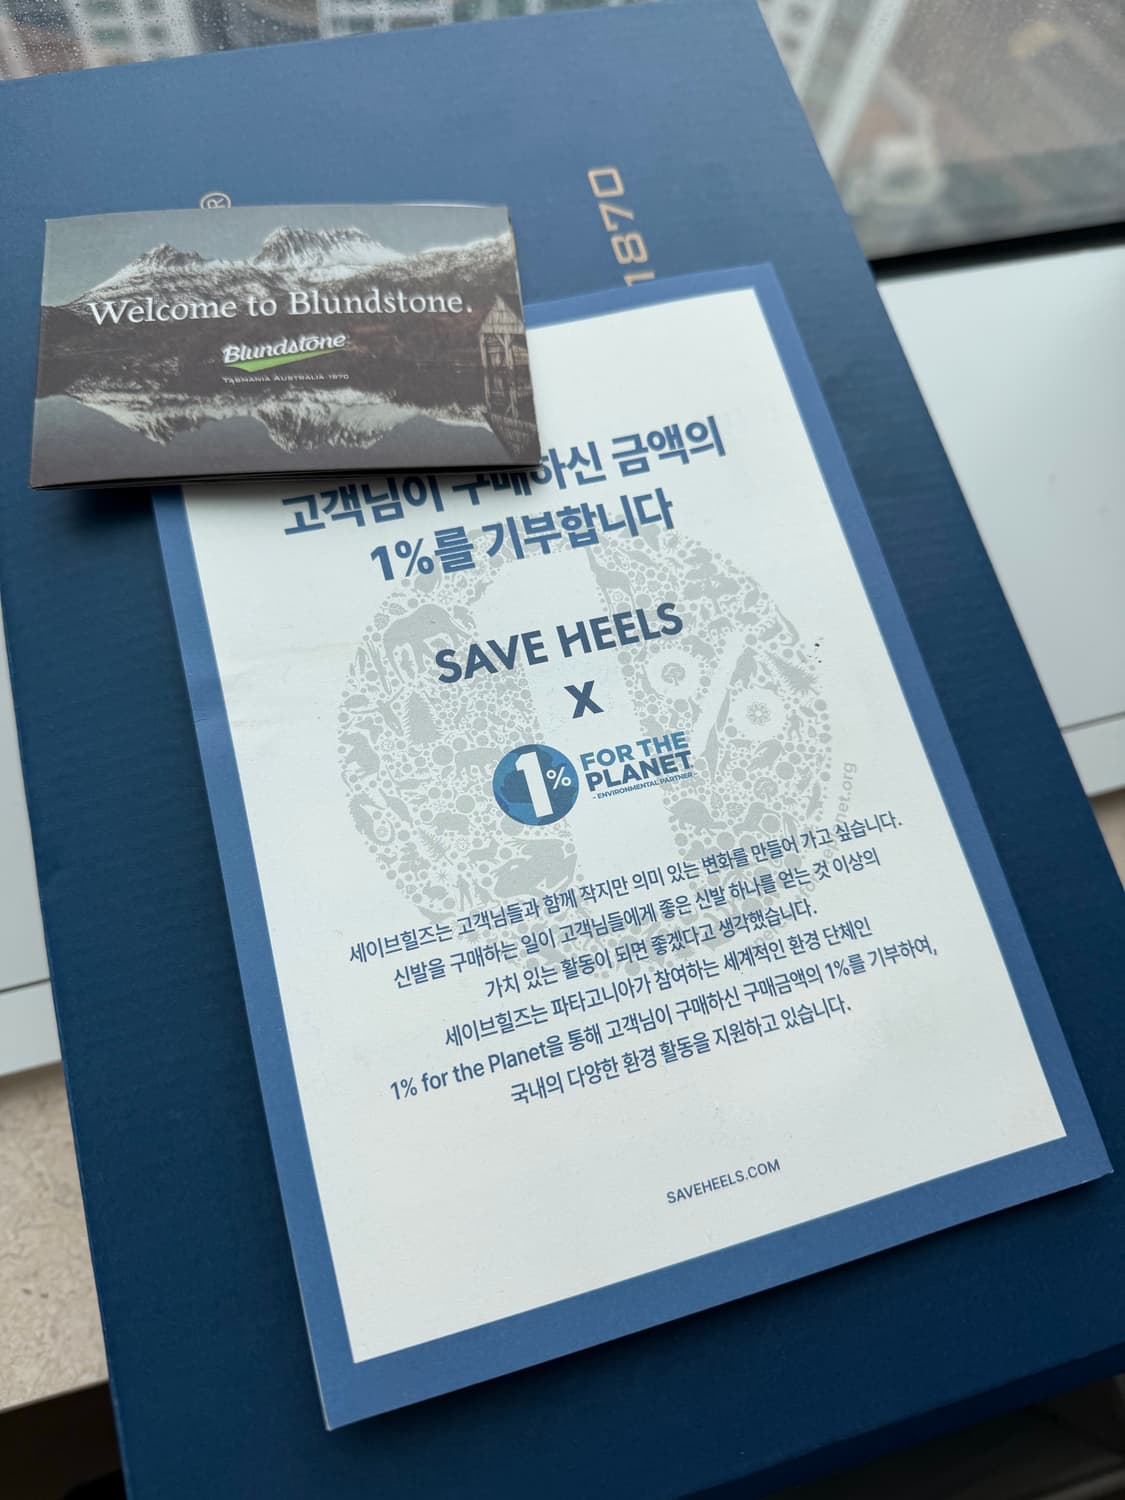 ®
1870
Welcome to Blundstone.
Blundstone
TASMANIA AUSTRALIA 1870
고객님이 구매하신 금액의
1%를 기부합니다
SAVE HEELS
X
1%
FOR THE
PLANET
- ENVIRONMENTAL PARTNER -
세이브힐즈는 고객님들과 함께 작지만 의미 있는 변화를 만들어 가고 싶습니다.
신발을 구매하는 일이 고객님들에게 좋은 신발 하나를 얻는 것 이상의
가치 있는 활동이 되면 좋겠다고 생각했습니다.
세이브힐즈는 파타고니아가 참여하는 세계적인 환경 단체인
1% for the Planet을 통해 고객님이 구매하신 구매금액의 1%를 기부하여,
국내의 다양한 환경 활동을 지원하고 있습니다.
SAVEHEELS.COM